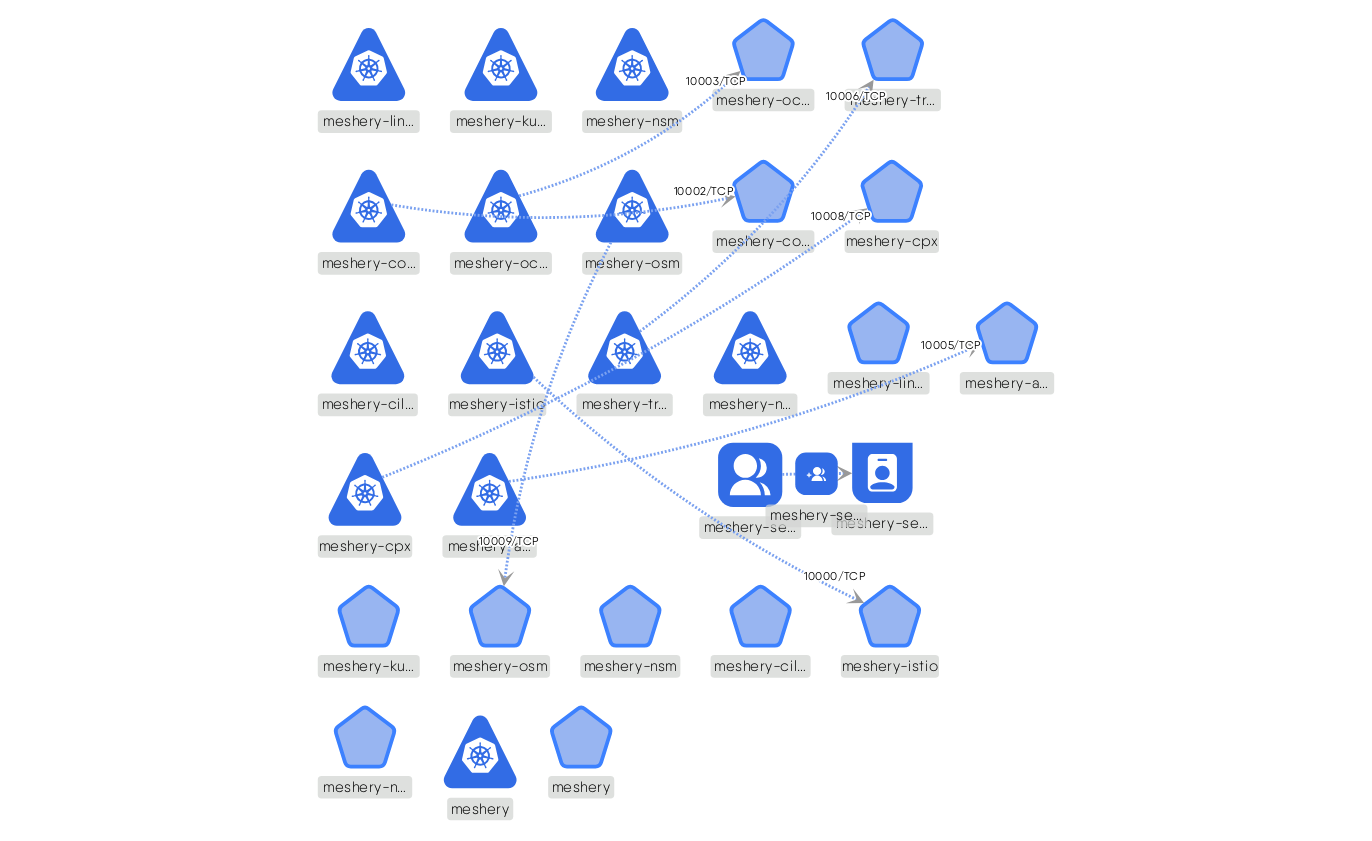 10003/TCP
10006/TCP
meshery-lin...
meshery-ku...
meshery-nsm
meshery-oc...
meshery-tr...
10002/TCP
10008/TCP
meshery-co...
meshery-oc...
meshery-osm
meshery-co...
meshery-cpx
10005/TCP
meshery-cil...
meshery-istio
meshery-tr...
meshery-n...
meshery-lin...
meshery-a...
meshery-cpx
meshery-a...
10009/TCP
meshery-se...
meshery-se...
meshery-se...
10000/TCP
meshery-ku...
meshery-osm
meshery-nsm
meshery-cil...
meshery-istio
meshery-n...
meshery
meshery